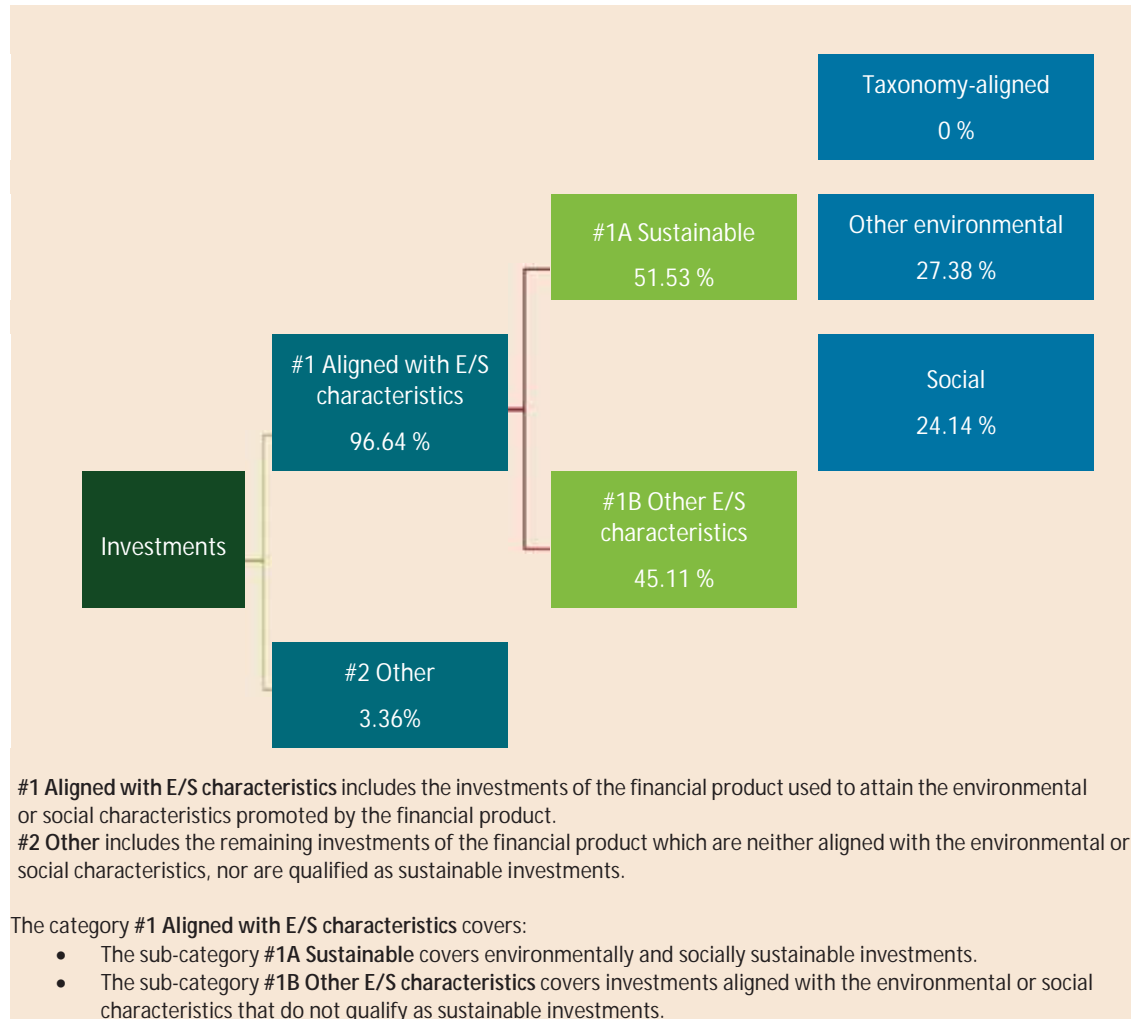 Taxonomy-aligned
0 %
#1A Sustainable
51.53 %
Other environmental
27.38 %
#1 Aligned with E/S
characteristics
96.64 %
Social
24.14 %
Investments
#1B Other E/S
characteristics
45.11 %
#2 Other
3.36%
#1 Aligned with E/S characteristics includes the investments of the financial product used to attain the environmental
or social characteristics promoted by the financial product.
#2 Other includes the remaining investments of the financial product which are neither aligned with the environmental or
social characteristics, nor are qualified as sustainable investments.
The category #1 Aligned with E/S characteristics covers:
• The sub-category #1A Sustainable covers environmentally and socially sustainable investments.
• The sub-category #1B Other E/S characteristics covers investments aligned with the environmental or social
characteristics that do not qualify as sustainable investments.